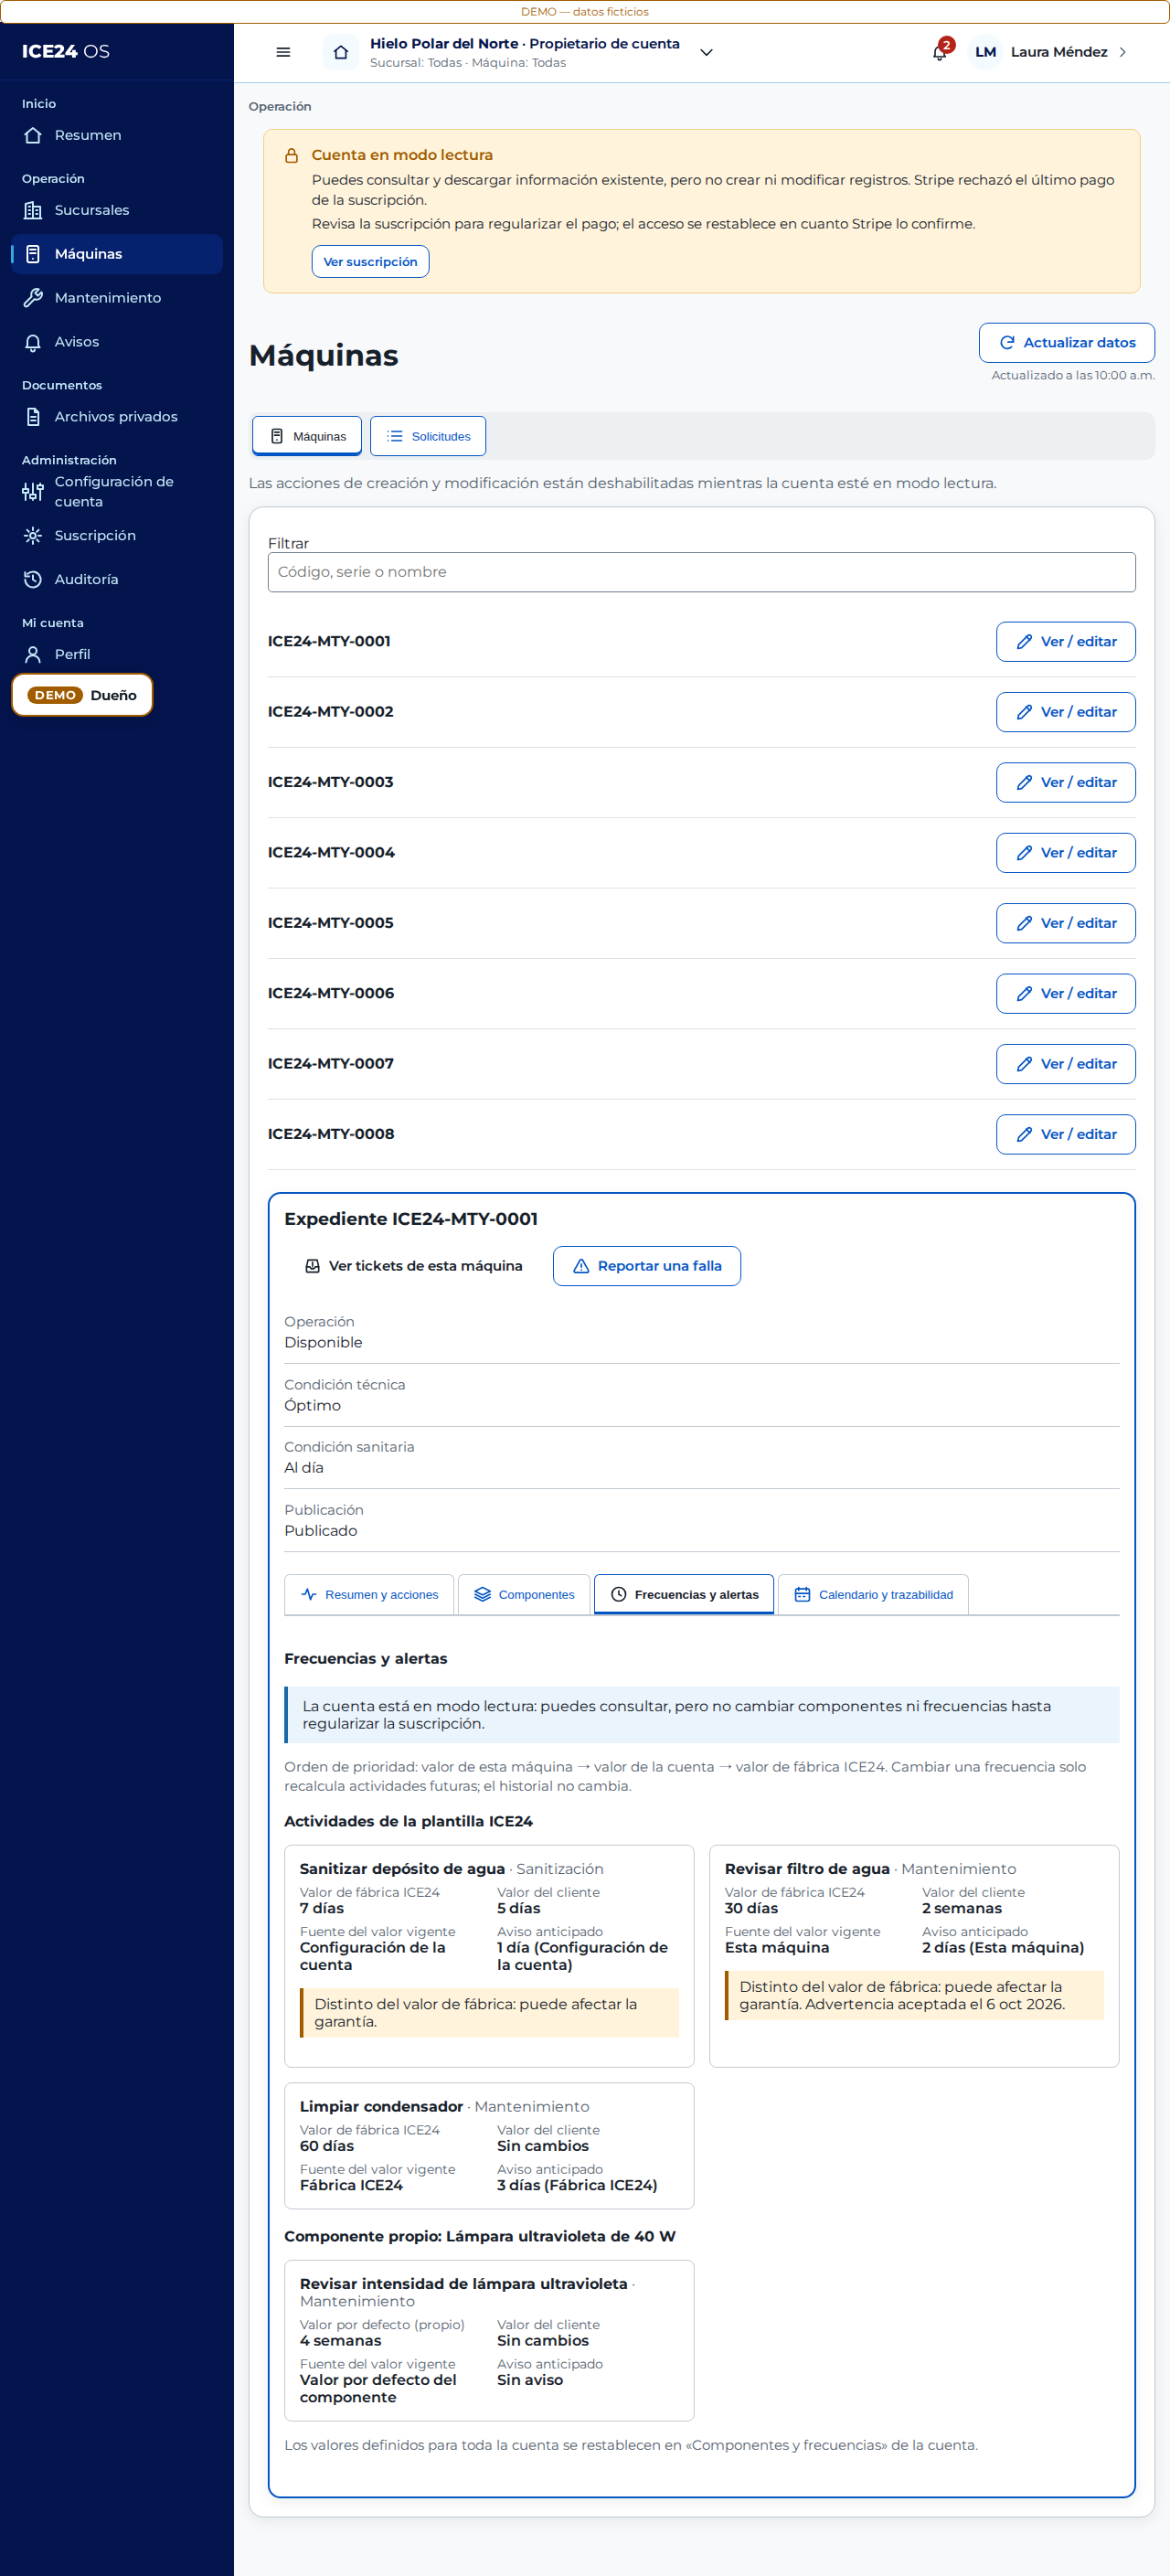 DEMO — datos ficticios
ICE24 OS
Inicio
Resumen
Operación
Sucursales
Máquinas
Mantenimiento
Avisos
Documentos
Archivos privados
Administración
Configuración de
cuenta
Suscripción
Auditoría
Mi cuenta
Perfil
DEMO Dueño
Hielo Polar del Norte · Propietario de cuenta
Sucursal: Todas · Máquina: Todas
2
LM Laura Méndez
Operación
Cuenta en modo lectura
Puedes consultar y descargar información existente, pero no crear ni modificar registros. Stripe rechazó el último pago
de la suscripción.
Revisa la suscripción para regularizar el pago; el acceso se restablece en cuanto Stripe lo confirme.
Ver suscripción
Máquinas
Actualizar datos
Actualizado a las 10:00 a.m.
Máquinas Solicitudes
Las acciones de creación y modificación están deshabilitadas mientras la cuenta esté en modo lectura.
Filtrar
Código, serie o nombre
ICE24-MTY-0001 Ver / editar
ICE24-MTY-0002 Ver / editar
ICE24-MTY-0003 Ver / editar
ICE24-MTY-0004 Ver / editar
ICE24-MTY-0005 Ver / editar
ICE24-MTY-0006 Ver / editar
ICE24-MTY-0007 Ver / editar
ICE24-MTY-0008 Ver / editar
Expediente ICE24-MTY-0001
Ver tickets de esta máquina Reportar una falla
Operación
Disponible
Condición técnica
Óptimo
Condición sanitaria
Al día
Publicación
Publicado
Resumen y acciones Componentes Frecuencias y alertas Calendario y trazabilidad
Frecuencias y alertas
La cuenta está en modo lectura: puedes consultar, pero no cambiar componentes ni frecuencias hasta
regularizar la suscripción.
Orden de prioridad: valor de esta máquina → valor de la cuenta → valor de fábrica ICE24. Cambiar una frecuencia solo
recalcula actividades futuras; el historial no cambia.
Actividades de la plantilla ICE24
Sanitizar depósito de agua · Sanitización
Valor de fábrica ICE24 Valor del cliente
7 días 5 días
Fuente del valor vigente Aviso anticipado
Configuración de la 1 día (Configuración de
cuenta la cuenta)
Distinto del valor de fábrica: puede afectar la
garantía.
Revisar filtro de agua · Mantenimiento
Valor de fábrica ICE24 Valor del cliente
30 días 2 semanas
Fuente del valor vigente Aviso anticipado
Esta máquina 2 días (Esta máquina)
Distinto del valor de fábrica: puede afectar la
garantía. Advertencia aceptada el 6 oct 2026.
Limpiar condensador · Mantenimiento
Valor de fábrica ICE24 Valor del cliente
60 días Sin cambios
Fuente del valor vigente Aviso anticipado
Fábrica ICE24 3 días (Fábrica ICE24)
Componente propio: Lámpara ultravioleta de 40 W
Revisar intensidad de lámpara ultravioleta ·
Mantenimiento
Valor por defecto (propio) Valor del cliente
4 semanas Sin cambios
Fuente del valor vigente Aviso anticipado
Valor por defecto del Sin aviso
componente
Los valores definidos para toda la cuenta se restablecen en «Componentes y frecuencias» de la cuenta.